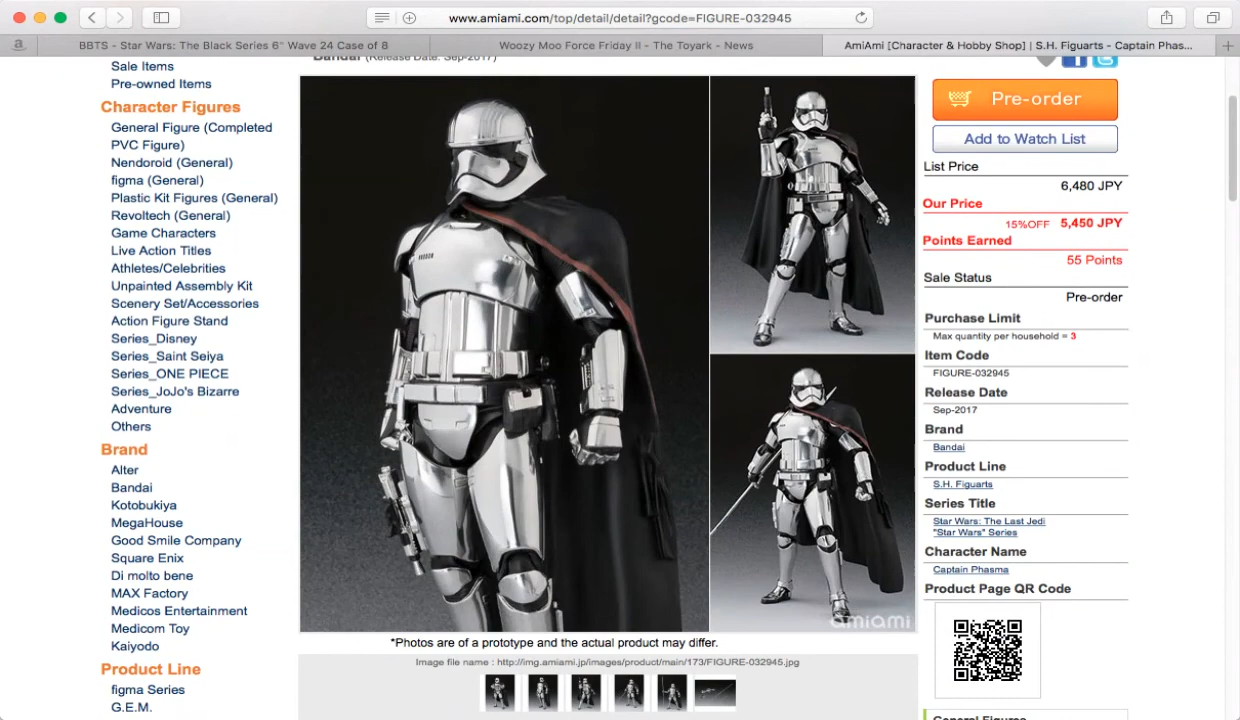 www.amiami.com/top/detail/detail?gcode=FIGURE-032945
BBTS - Star Wars: The Black Series 6" Wave 24 Case of 8
Woozy Moo Force Friday II - The Toyark - News
AmiAmi [Character & Hobby Shop] | S.H. Figuarts - Captain Phas...
Sale Items
Pre-owned Items
Character Figures
General Figure (Completed
PVC Figure)
Nendoroid (General)
figma (General)
Plastic Kit Figures (General)
Revoltech (General)
Game Characters
Live Action Titles
Athletes/Celebrities
Unpainted Assembly Kit
Scenery Set/Accessories
Action Figure Stand
Series_Disney
Series_Saint Seiya
Series_ONE PIECE
Series_JoJo's Bizarre
Adventure
Others
Brand
Alter
Bandai
Kotobukiya
MegaHouse
Good Smile Company
Square Enix
Di molto bene
MAX Factory
Medicos Entertainment
Medicom Toy
Kaiyodo
Product Line
figma Series
G.E.M.
Bandai (Release Date: Sep-2017)
amiami
*Photos are of a prototype and the actual product may differ.
Image file name : http://img.amiami.jp/images/product/main/173/FIGURE-032945.jpg
Pre-order
Add to Watch List
List Price
6,480 JPY
Our Price
15%OFF 5,450 JPY
Points Earned
55 Points
Sale Status
Pre-order
Purchase Limit
Max quantity per household = 3
Item Code
FIGURE-032945
Release Date
Sep-2017
Brand
Bandai
Product Line
S.H. Figuarts
Series Title
Star Wars: The Last Jedi
"Star Wars" Series
Character Name
Captain Phasma
Product Page QR Code
General Figures